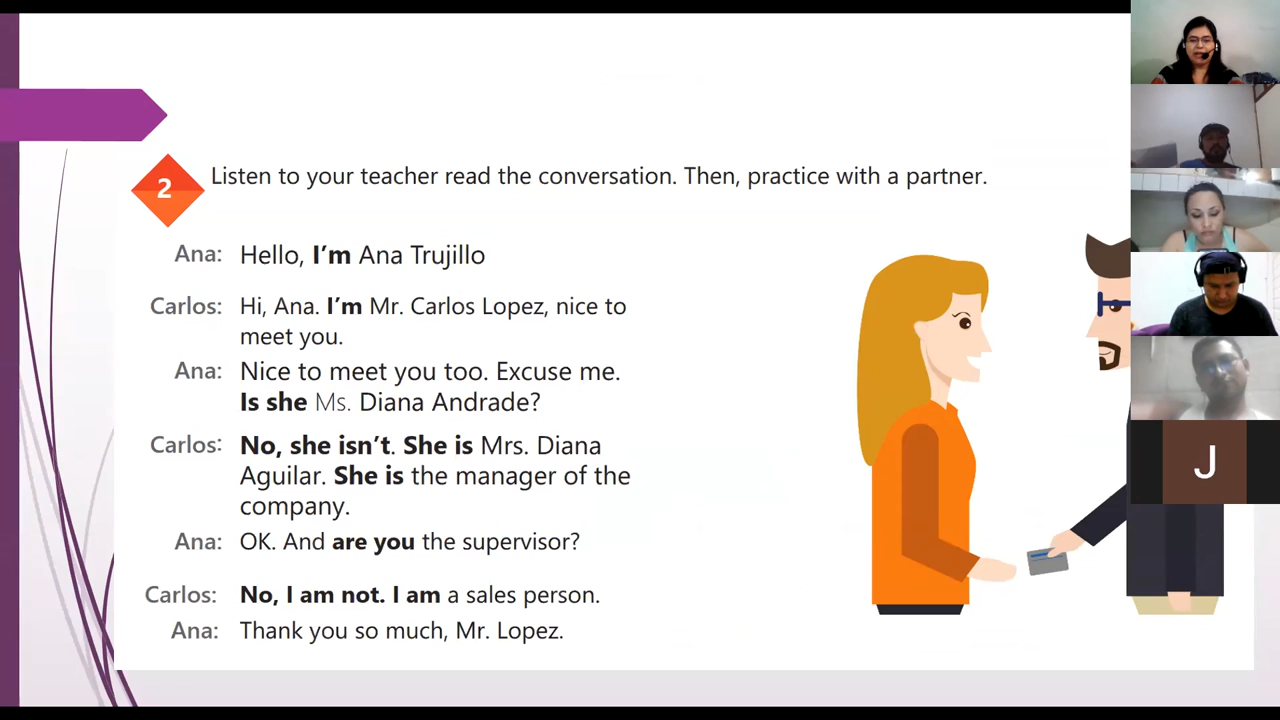 2
Listen to your teacher read the conversation. Then, practice with a partner.
Ana: Hello, I'm Ana Trujillo
Carlos: Hi, Ana. I'm Mr. Carlos Lopez, nice to
meet you.
Ana: Nice to meet you too. Excuse me.
Is she Ms. Diana Andrade?
Carlos: No, she isn't. She is Mrs. Diana
Aguilar. She is the manager of the
company.
Ana: OK. And are you the supervisor?
Carlos: No, I am not. I am a sales person.
Ana: Thank you so much, Mr. Lopez.
J